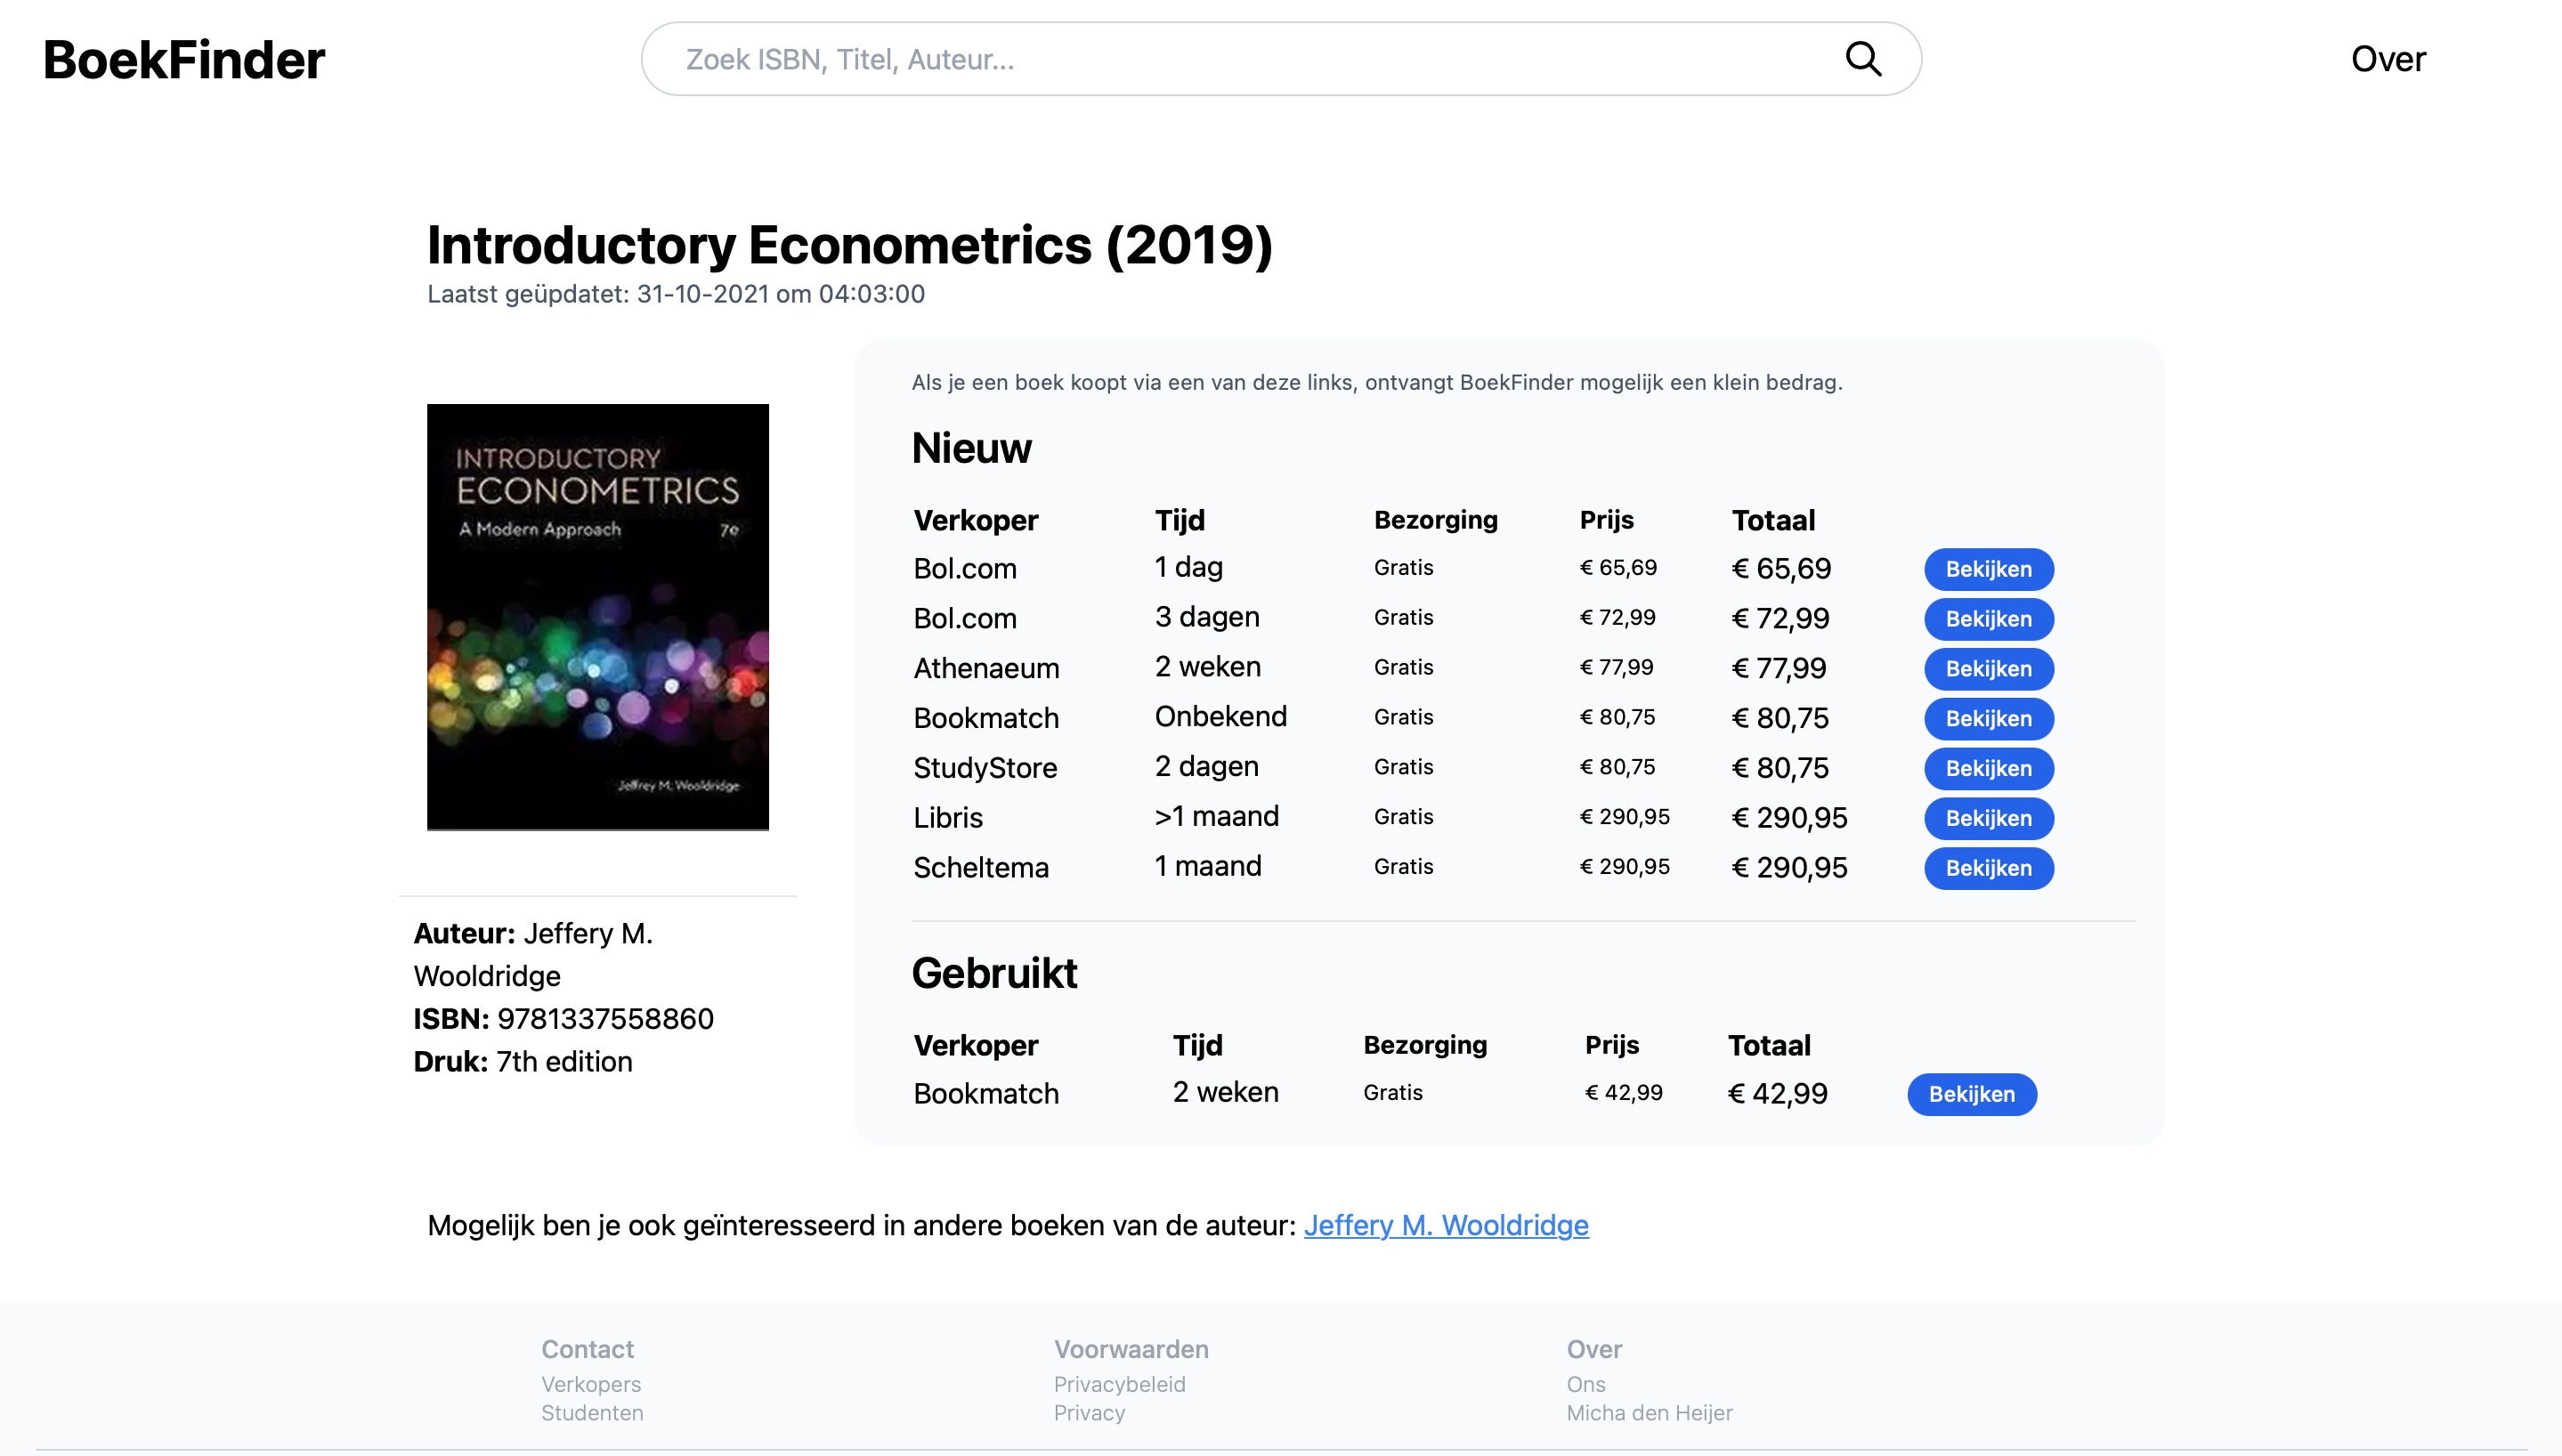 BoekFinder
Zoek ISBN, Titel, Auteur...
Over
Introductory Econometrics (2019)
Laatst geüpdatet: 31-10-2021 om 04:03:00
INTRODUCTORY
ECONOMETRICS
A Modern Approach 7e
Jeffrey M. Wooldridge
Auteur: Jeffery M.
Wooldridge
ISBN: 9781337558860
Druk: 7th edition
Als je een boek koopt via een van deze links, ontvangt BoekFinder mogelijk een klein bedrag.
Nieuw
Verkoper Tijd Bezorging Prijs Totaal
Bol.com 1 dag Gratis € 65,69 € 65,69 Bekijken
Bol.com 3 dagen Gratis € 72,99 € 72,99 Bekijken
Athenaeum 2 weken Gratis € 77,99 € 77,99 Bekijken
Bookmatch Onbekend Gratis € 80,75 € 80,75 Bekijken
StudyStore 2 dagen Gratis € 80,75 € 80,75 Bekijken
Libris >1 maand Gratis € 290,95 € 290,95 Bekijken
Scheltema 1 maand Gratis € 290,95 € 290,95 Bekijken
Gebruikt
Verkoper Tijd Bezorging Prijs Totaal
Bookmatch 2 weken Gratis € 42,99 € 42,99 Bekijken
Mogelijk ben je ook geïnteresseerd in andere boeken van de auteur: Jeffery M. Wooldridge
Contact
Verkopers
Studenten
Voorwaarden
Privacybeleid
Privacy
Over
Ons
Micha den Heijer